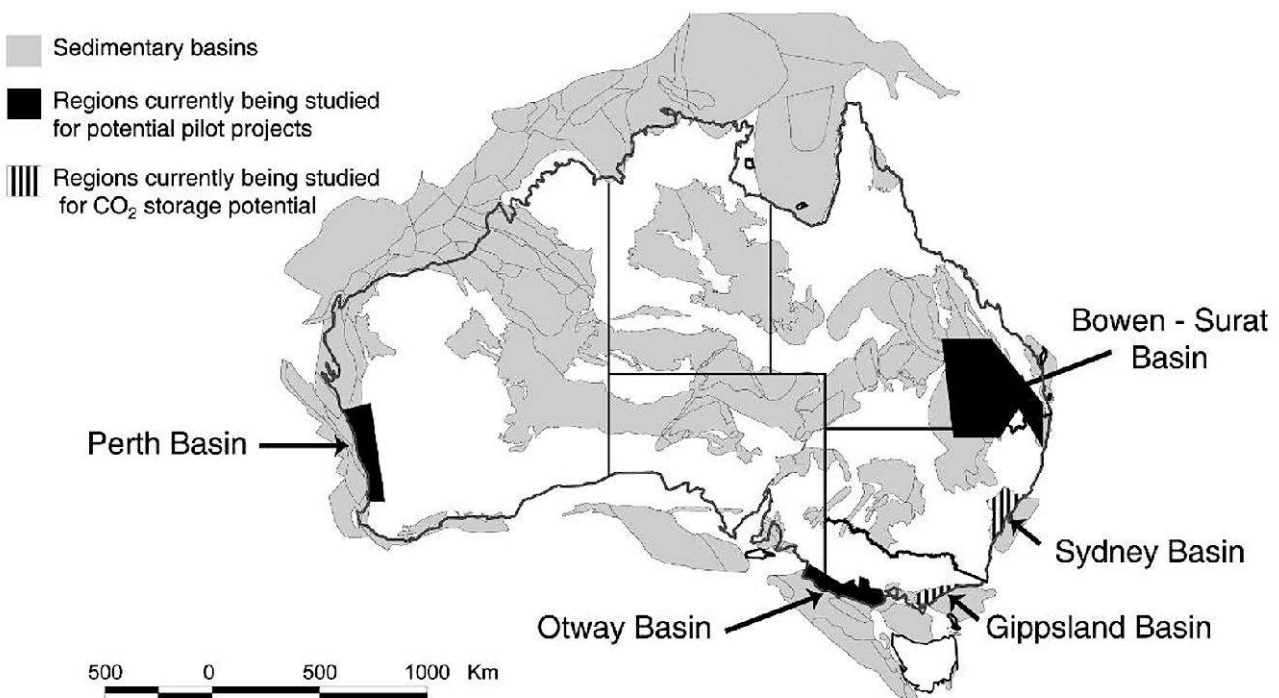 Sedimentary basins
Regions currently being studied
for potential pilot projects
Regions currently being studied
for CO₂ storage potential
Bowen - Surat
Basin
Perth Basin
Sydney Basin
Otway Basin
Gippsland Basin
500 0 500 1000 Km